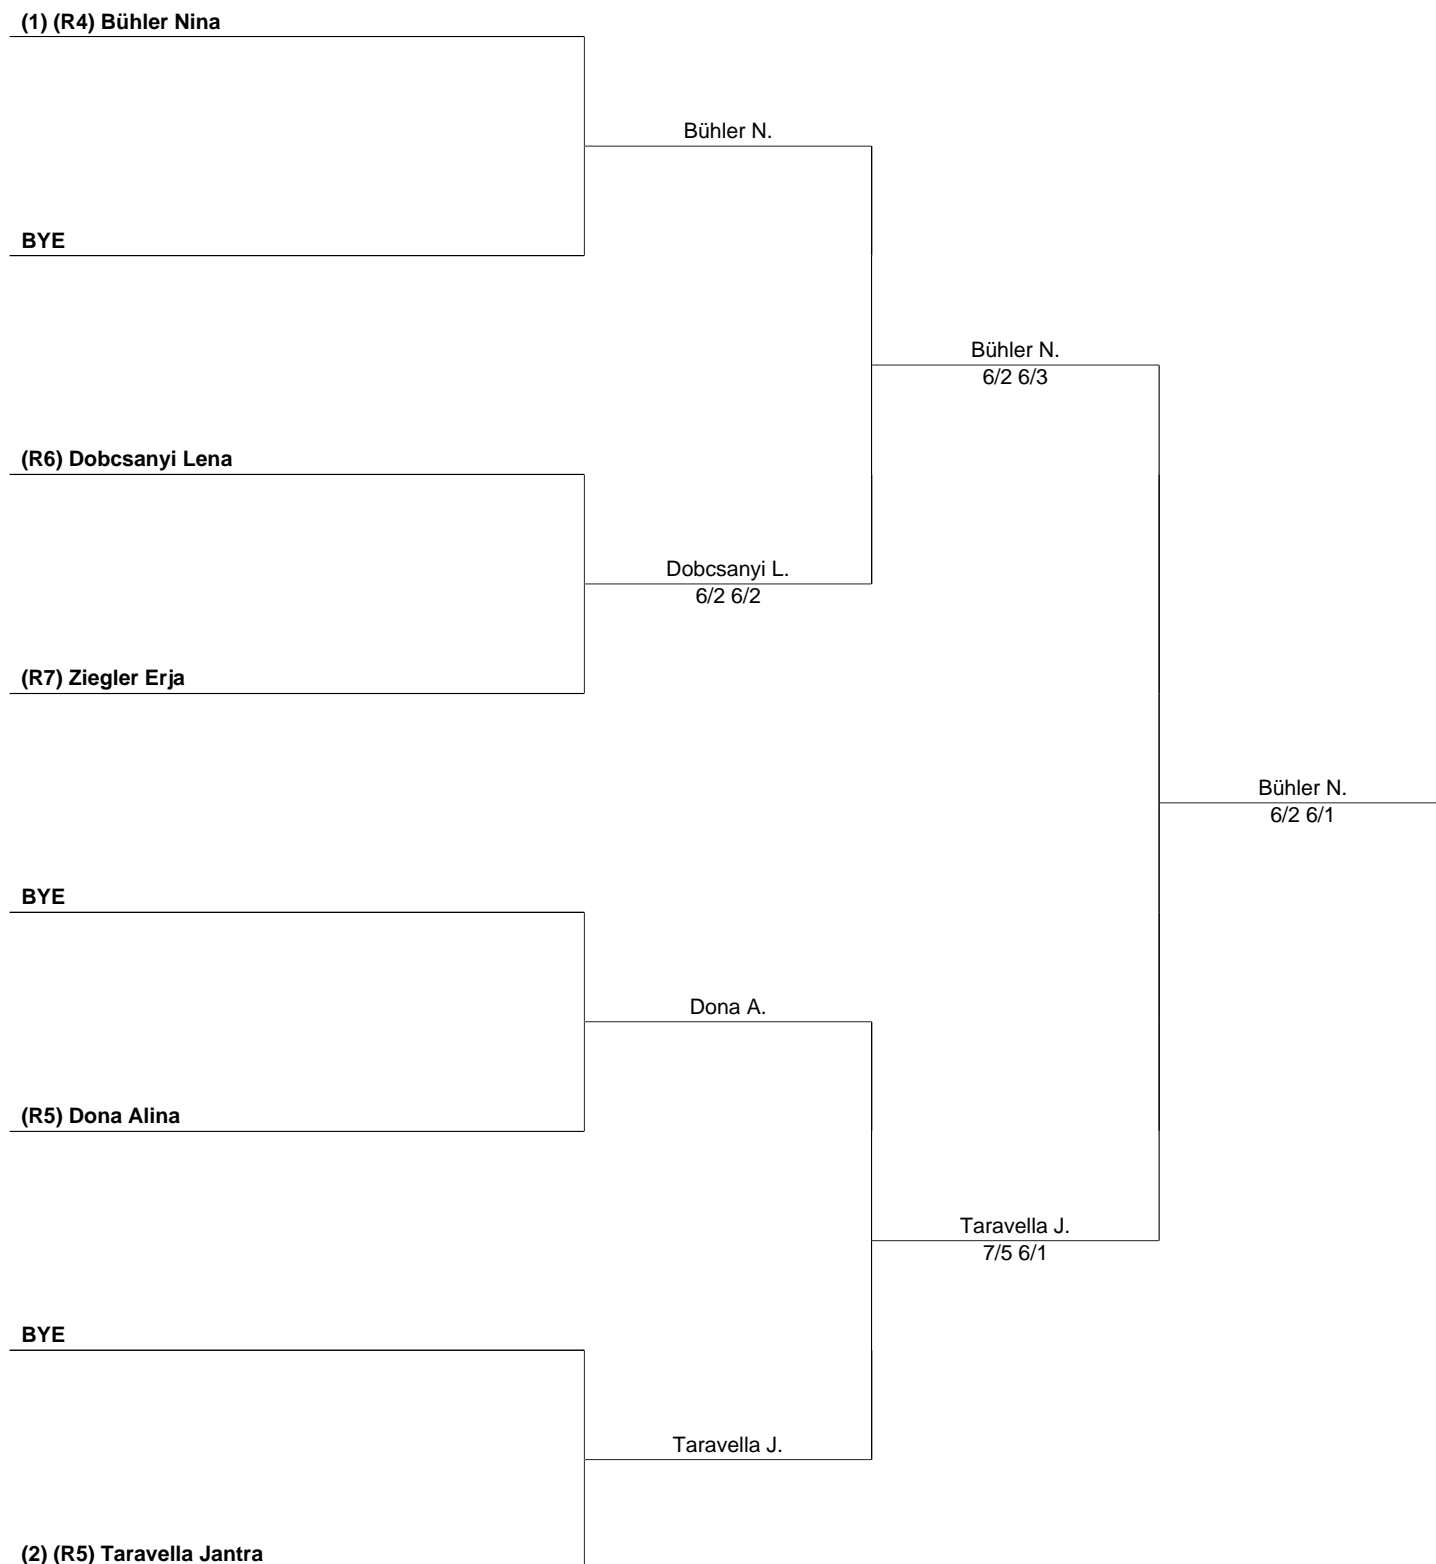 (1) (R4) Bühler Nina
Bühler N.
BYE
Bühler N.
6/2 6/3
(R6) Dobcsanyi Lena
Dobcsanyi L.
6/2 6/2
(R7) Ziegler Erja
Bühler N.
6/2 6/1
BYE
Dona A.
(R5) Dona Alina
Taravella J.
7/5 6/1
BYE
Taravella J.
(2) (R5) Taravella Jantra